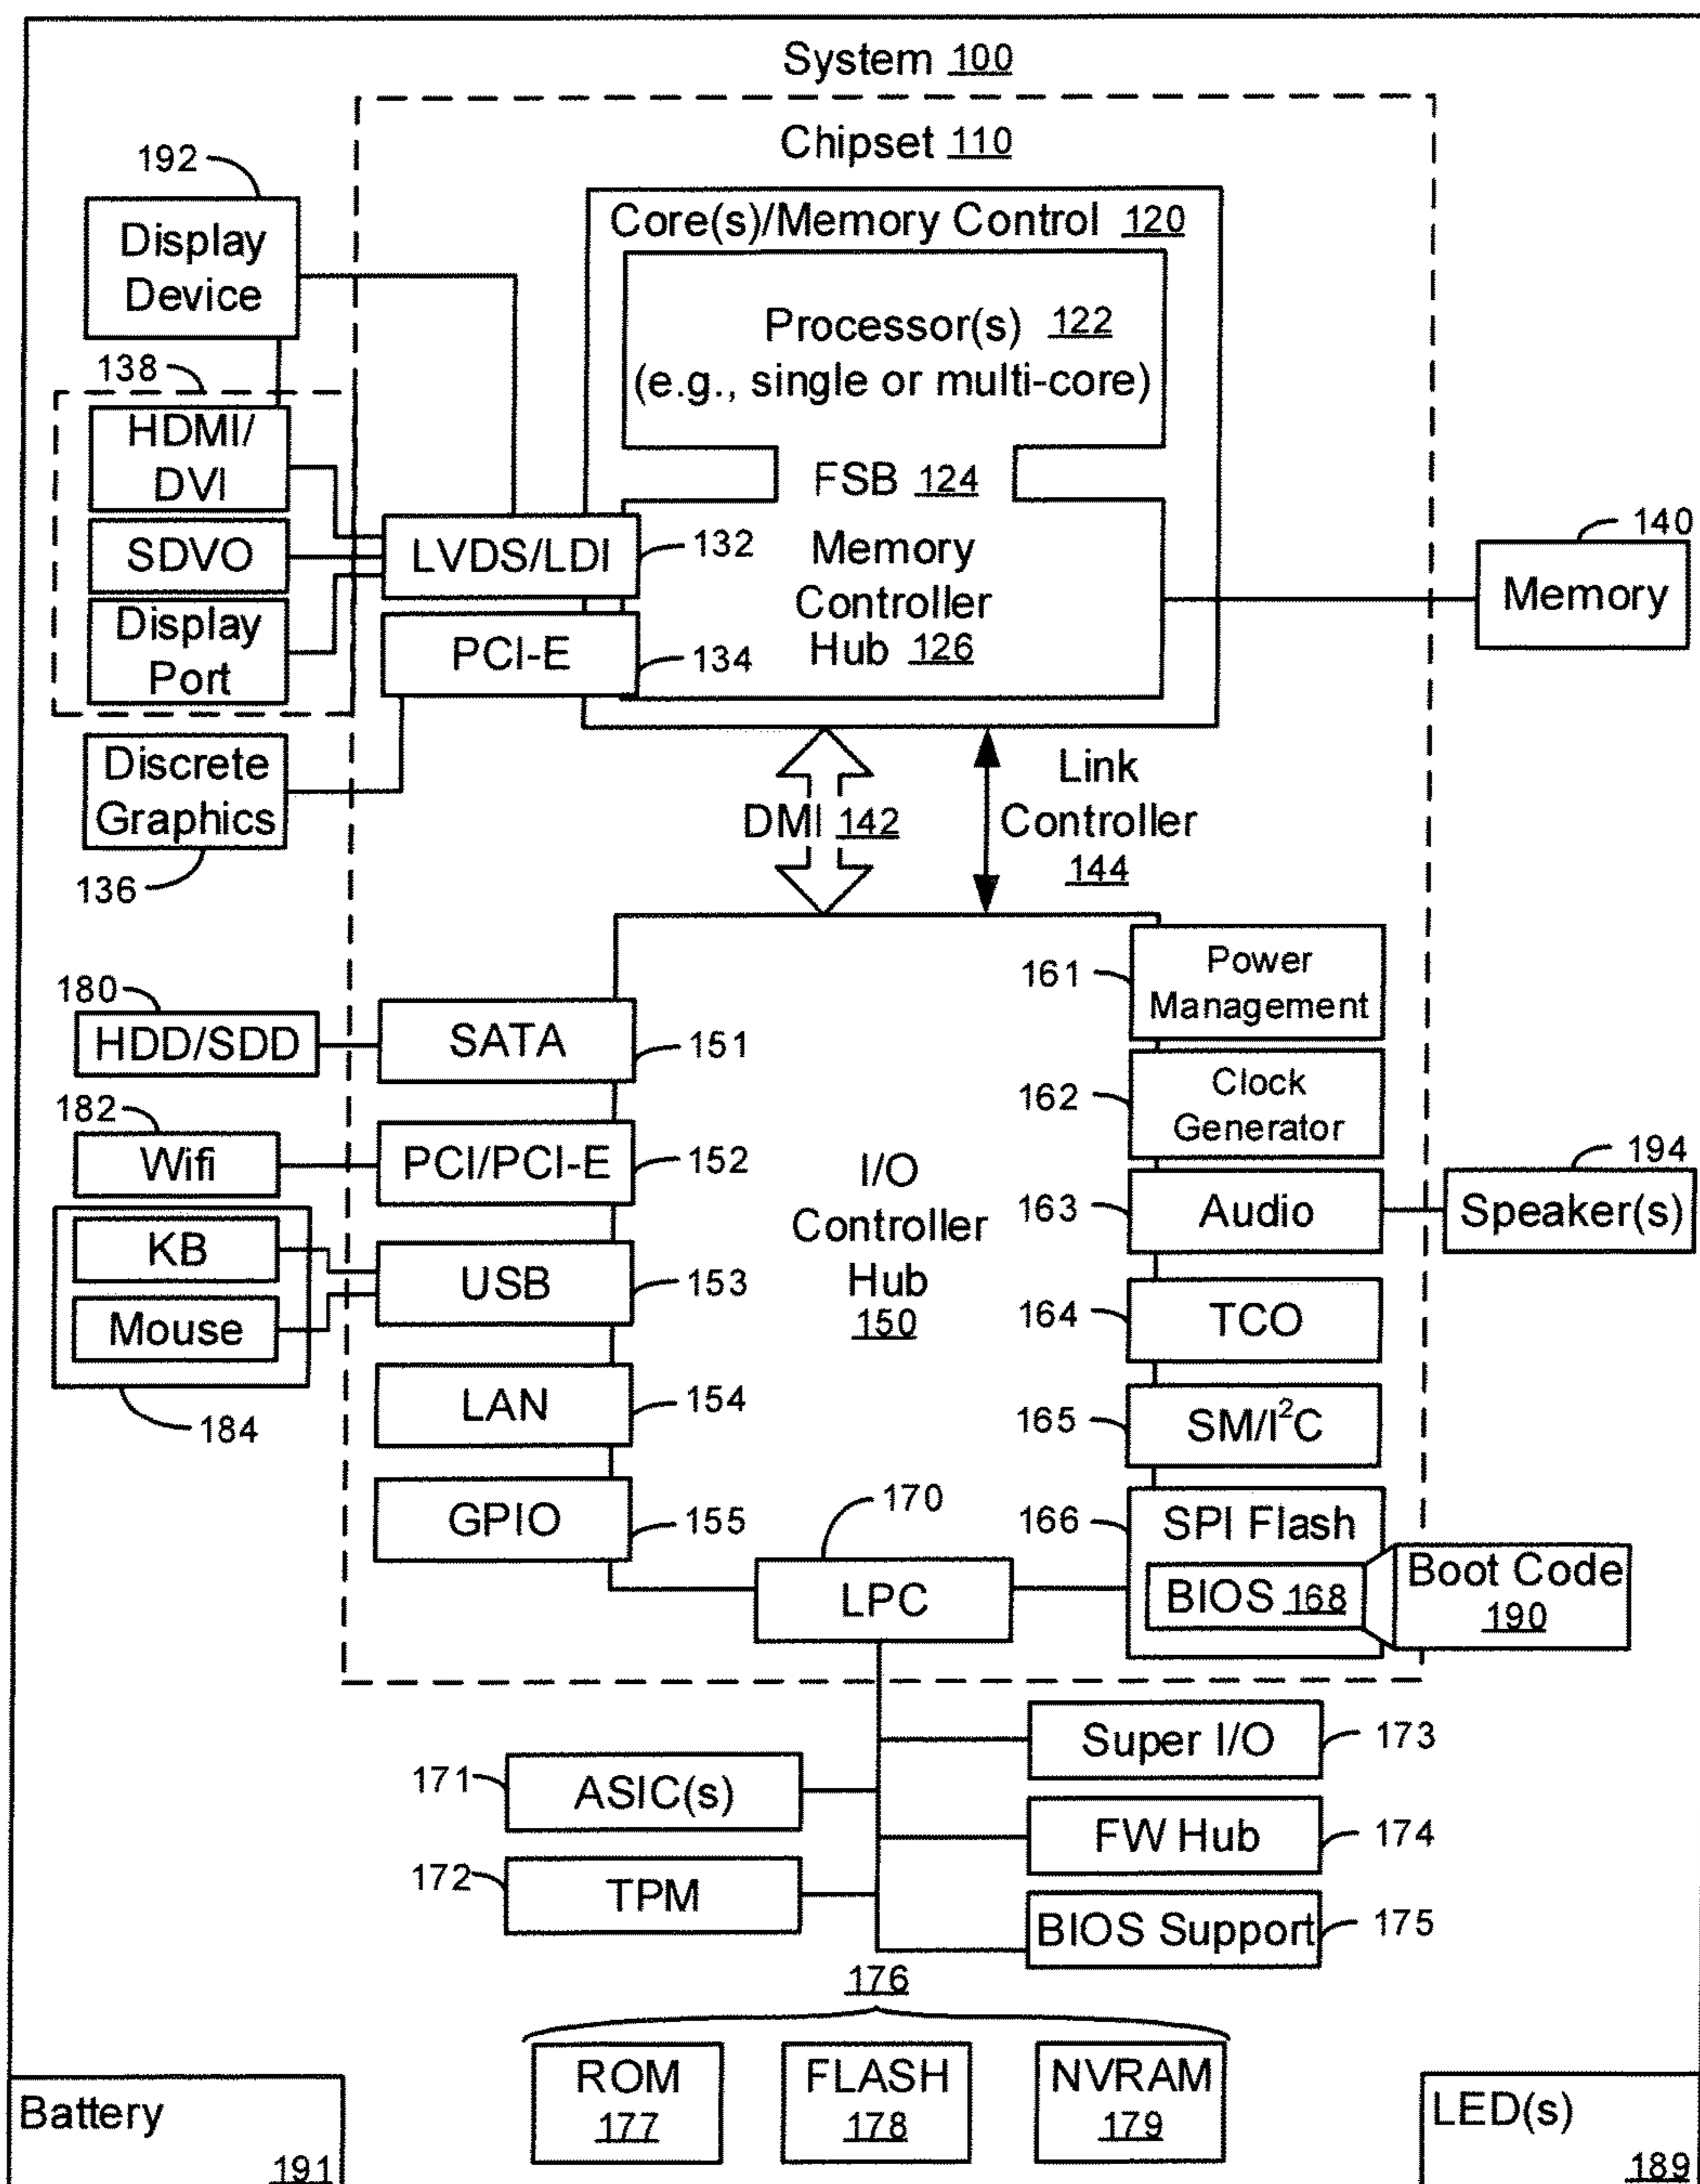 System 100
Chipset 110
192
Display
Device
Core(s)/Memory Control 120
Processor(s) 122
(e.g., single or multi-core)
FSB 124
Memory
Controller
Hub 126
138
HDMI/
DVI
SDVO
Display
Port
LVDS/LDI
132
PCI-E
134
140
Memory
Discrete
Graphics
136
DMI 142
Link
Controller
144
180
HDD/SDD
SATA
151
182
Wifi
PCI/PCI-E
152
KB
Mouse
184
USB
153
LAN
154
GPIO
155
I/O
Controller
Hub
150
161
Power
Management
162
Clock
Generator
163
Audio
194
Speaker(s)
164
TCO
165
SM/I²C
166
SPI Flash
BIOS 168
Boot Code
190
170
LPC
171
ASIC(s)
172
TPM
Super I/O
173
FW Hub
174
BIOS Support
175
176
ROM
177
FLASH
178
NVRAM
179
Battery
191
LED(s)
189